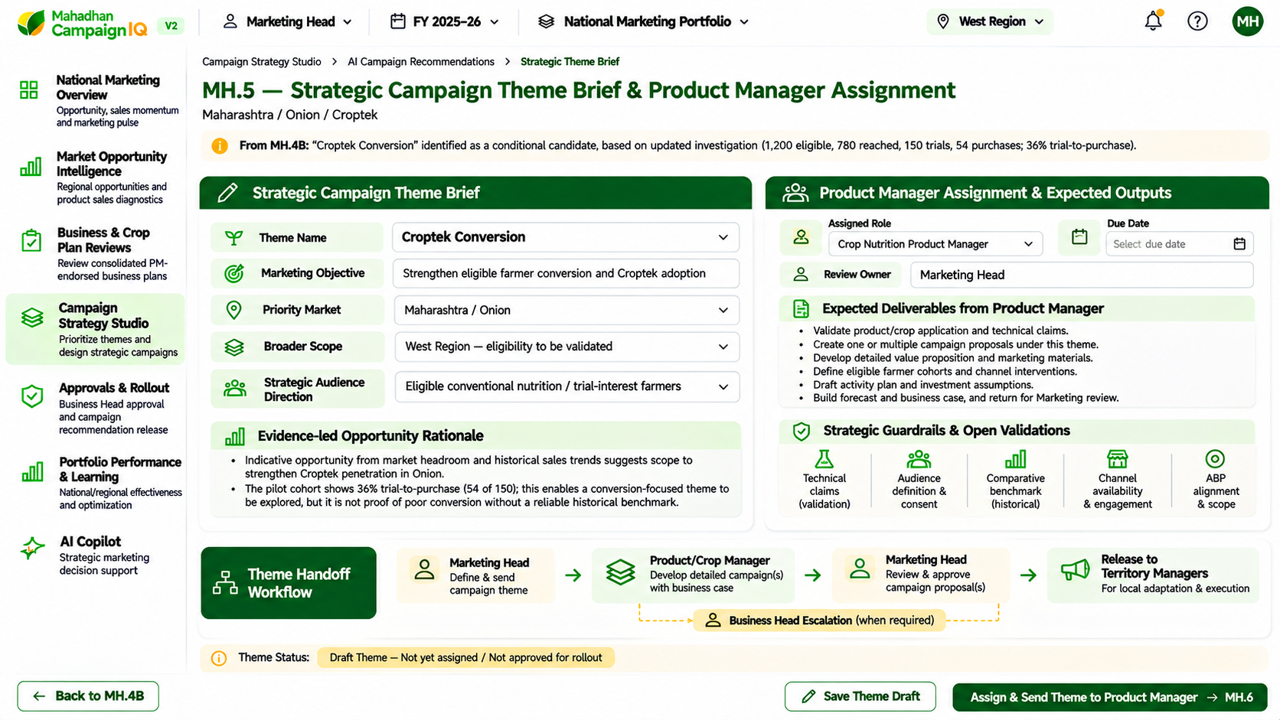 Mahadhan
CampaignIQ V2
Marketing Head
FY 2025–26
National Marketing Portfolio
West Region
MH
National Marketing
Overview
Opportunity, sales momentum
and marketing pulse
Market Opportunity
Intelligence
Regional opportunities and
product sales diagnostics
Business & Crop
Plan Reviews
Review consolidated PM-
endorsed business plans
Campaign
Strategy Studio
Prioritize themes and
design strategic campaigns
Approvals & Rollout
Business Head approval
and campaign
recommendation release
Portfolio Performance
& Learning
National/regional effectiveness
and optimization
AI Copilot
Strategic marketing
decision support
Campaign Strategy Studio > AI Campaign Recommendations > Strategic Theme Brief
MH.5 — Strategic Campaign Theme Brief & Product Manager Assignment
Maharashtra / Onion / Croptek
From MH.4B: “Croptek Conversion” identified as a conditional candidate, based on updated investigation (1,200 eligible, 780 reached, 150 trials, 54 purchases; 36% trial-to-purchase).
Strategic Campaign Theme Brief
Theme Name
Croptek Conversion
Marketing Objective
Strengthen eligible farmer conversion and Croptek adoption
Priority Market
Maharashtra / Onion
Broader Scope
West Region — eligibility to be validated
Strategic Audience
Direction
Eligible conventional nutrition / trial-interest farmers
Evidence-led Opportunity Rationale
• Indicative opportunity from market headroom and historical sales trends suggests scope to
strengthen Croptek penetration in Onion.
• The pilot cohort shows 36% trial-to-purchase (54 of 150); this enables a conversion-focused theme to
be explored, but it is not proof of poor conversion without a reliable historical benchmark.
Product Manager Assignment & Expected Outputs
Assigned Role
Crop Nutrition Product Manager
Due Date
Select due date
Review Owner
Marketing Head
Expected Deliverables from Product Manager
• Validate product/crop application and technical claims.
• Create one or multiple campaign proposals under this theme.
• Develop detailed value proposition and marketing materials.
• Define eligible farmer cohorts and channel interventions.
• Draft activity plan and investment assumptions.
• Build forecast and business case, and return for Marketing review.
Strategic Guardrails & Open Validations
Technical
claims
(validation)
Audience
definition &
consent
Comparative
benchmark
(historical)
Channel
availability
& engagement
ABP
alignment
& scope
Theme Handoff
Workflow
Marketing Head
Define & send
campaign theme
Product/Crop Manager
Develop detailed campaign(s)
with business case
Marketing Head
Review & approve
campaign proposal(s)
Release to
Territory Managers
For local adaptation & execution
Business Head Escalation (when required)
Theme Status: Draft Theme — Not yet assigned / Not approved for rollout
← Back to MH.4B
Save Theme Draft
Assign & Send Theme to Product Manager → MH.6